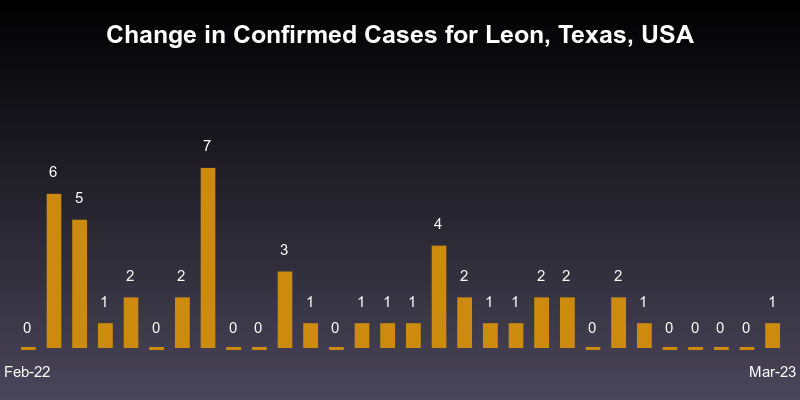 Change in Confirmed Cases for Leon, Texas, USA
0 6 5 1 2 0 2 7 0 0 3 1 0 1 1 1 4 2 1 1 2 2 0 2 1 0 0 0 0 1
Feb-22 Mar-23